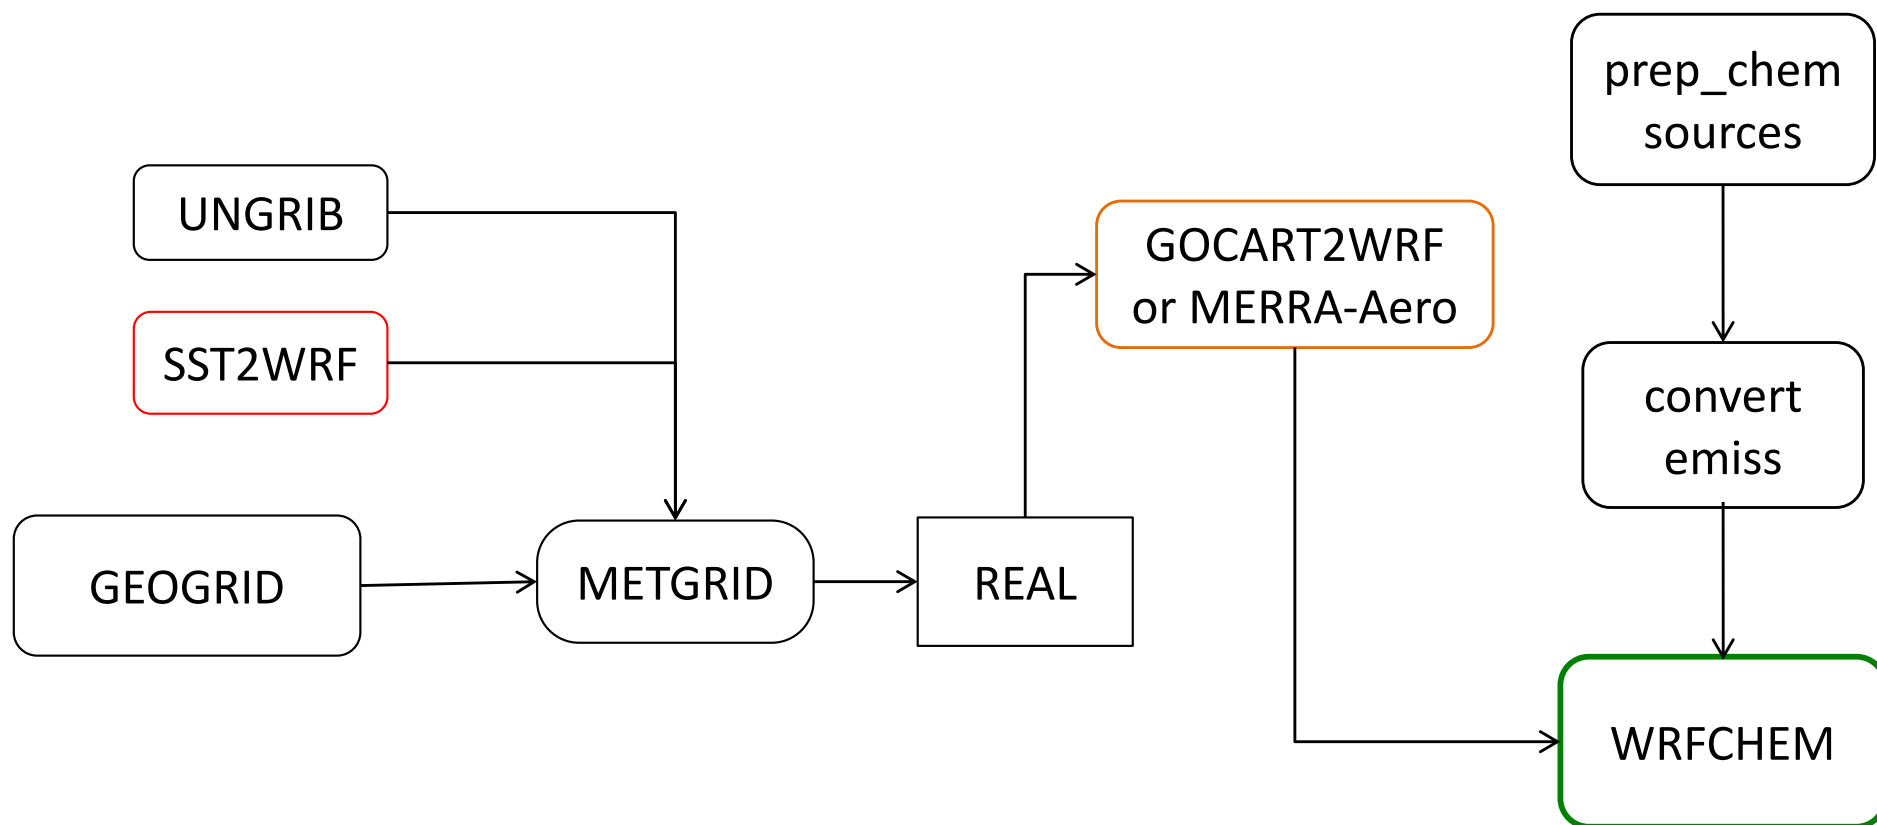 prep_chem
sources
UNGRIB
GOCART2WRF
or MERRA-Aero
SST2WRF
convert
emiss
GEOGRID
METGRID
REAL
WRFCHEM